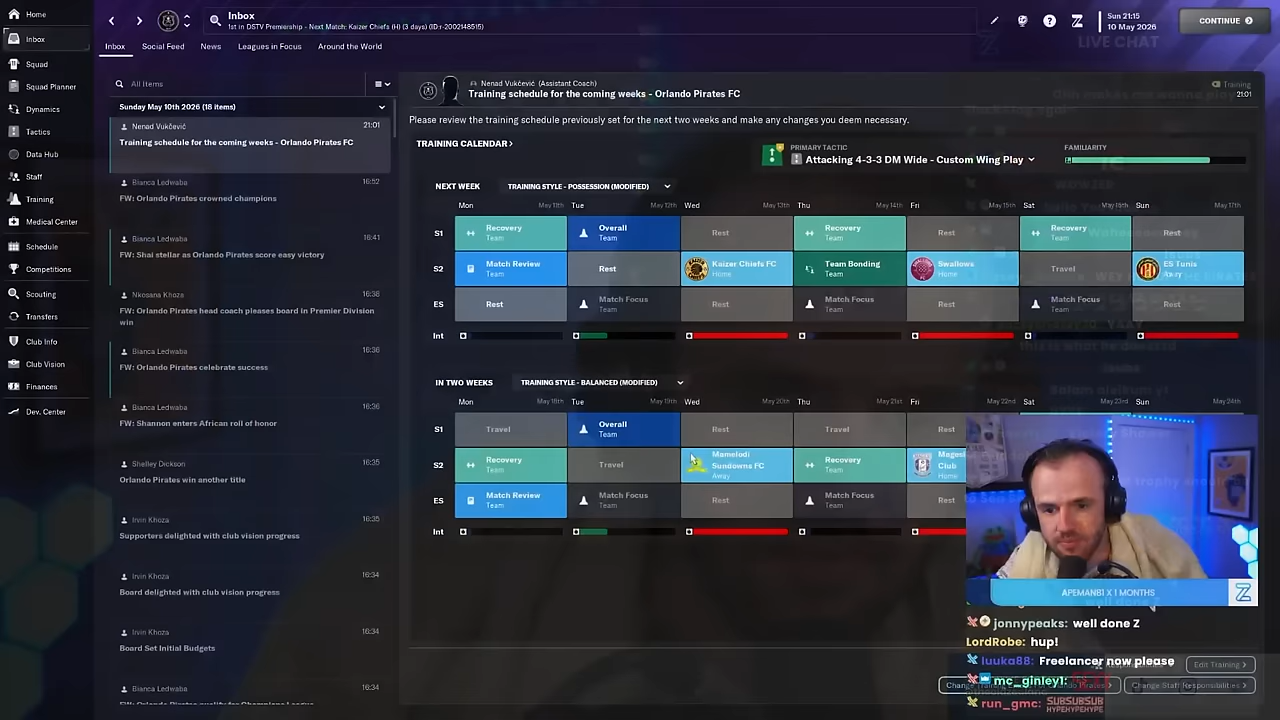 Home
Inbox
Squad
Squad Planner
Dynamics
Tactics
Data Hub
Staff
Training
Medical Center
Schedule
Competitions
Scouting
Transfers
Club Info
Club Vision
Finances
Dev. Center
Inbox
1st in DSTV Premiership - Next Match: Kaizer Chiefs (H) (3 days) (ID:r-2002148515)
Sun 21:15
10 May 2026
CONTINUE
LIVE CHAT
Inbox Social Feed News Leagues in Focus Around the World
All Items
Sunday May 10th 2026 (18 items)
Nenad Vukčević 21:01
Training schedule for the coming weeks - Orlando Pirates FC
Bianca Ledwaba 16:52
FW: Orlando Pirates crowned champions
Bianca Ledwaba 16:41
FW: Shai stellar as Orlando Pirates score easy victory
Nkosana Khoza 16:36
FW: Orlando Pirates head coach pleases board in Premier Division
win
Bianca Ledwaba 16:36
FW: Orlando Pirates celebrate success
Bianca Ledwaba 16:36
FW: Shannon enters African roll of honor
Shelley Dickson 16:35
Orlando Pirates win another title
Irvin Khoza 16:35
Supporters delighted with club vision progress
Irvin Khoza 16:34
Board delighted with club vision progress
Irvin Khoza 16:34
Board Set Initial Budgets
Bianca Ledwaba 16:34
Nenad Vukčević (Assistant Coach)
Training schedule for the coming weeks - Orlando Pirates FC
Training
21:01
Please review the training schedule previously set for the next two weeks and make any changes you deem necessary.
TRAINING CALENDAR
PRIMARY TACTIC
Attacking 4-3-3 DM Wide - Custom Wing Play
FAMILIARITY
NEXT WEEK TRAINING STYLE - POSSESSION (MODIFIED)
Mon May 11th Tue May 12th Wed May 13th Thu May 14th Fri May 15th Sat May 16th Sun May 17th
S1 Recovery Team Overall Team Rest Recovery Team Rest Recovery Team Rest
S2 Match Review Team Rest Kaizer Chiefs FC Home Team Bonding Team Swallows Home Travel ES Tunis Away
ES Rest Match Focus Team Rest Match Focus Team Rest Match Focus Team Rest
Int
IN TWO WEEKS TRAINING STYLE - BALANCED (MODIFIED)
Mon May 18th Tue May 19th Wed May 20th Thu May 21st Fri May 22nd Sat May 23rd Sun May 24th
S1 Travel Overall Team Rest Travel Rest
S2 Recovery Team Travel Mamelodi Sundowns FC Away Recovery Team Magesi Club Home
ES Match Review Team Match Focus Team Rest Match Focus Team Rest
Int
APEMAN81 X 1 MONTHS
Z
jonnypeaks: well done Z
LordRobe: hup!
luuka88: Freelancer now please
mc_ginley1:
run_gmc: SUBSUBSUB
HYPEHYPEHYPE
Edit Training
Change Staff Responsibilities